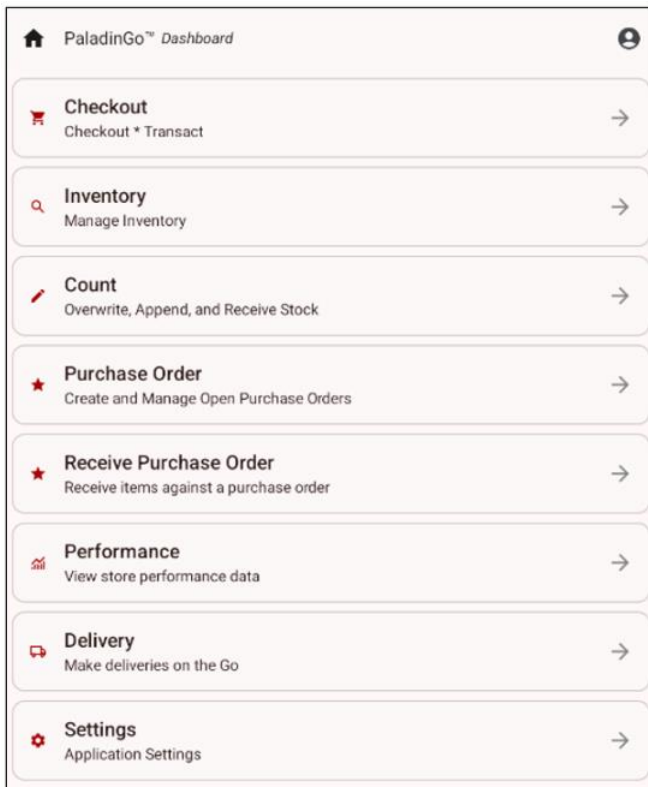 PaladinGo™ Dashboard
Checkout
Checkout * Transact
Inventory
Manage Inventory
Count
Overwrite, Append, and Receive Stock
Purchase Order
Create and Manage Open Purchase Orders
Receive Purchase Order
Receive items against a purchase order
Performance
View store performance data
Delivery
Make deliveries on the Go
Settings
Application Settings